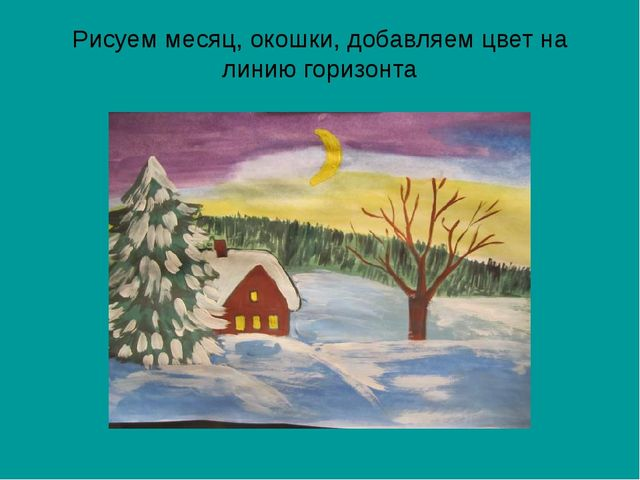 Рисуем месяц, окошки, добавляем цвет на
линию горизонта